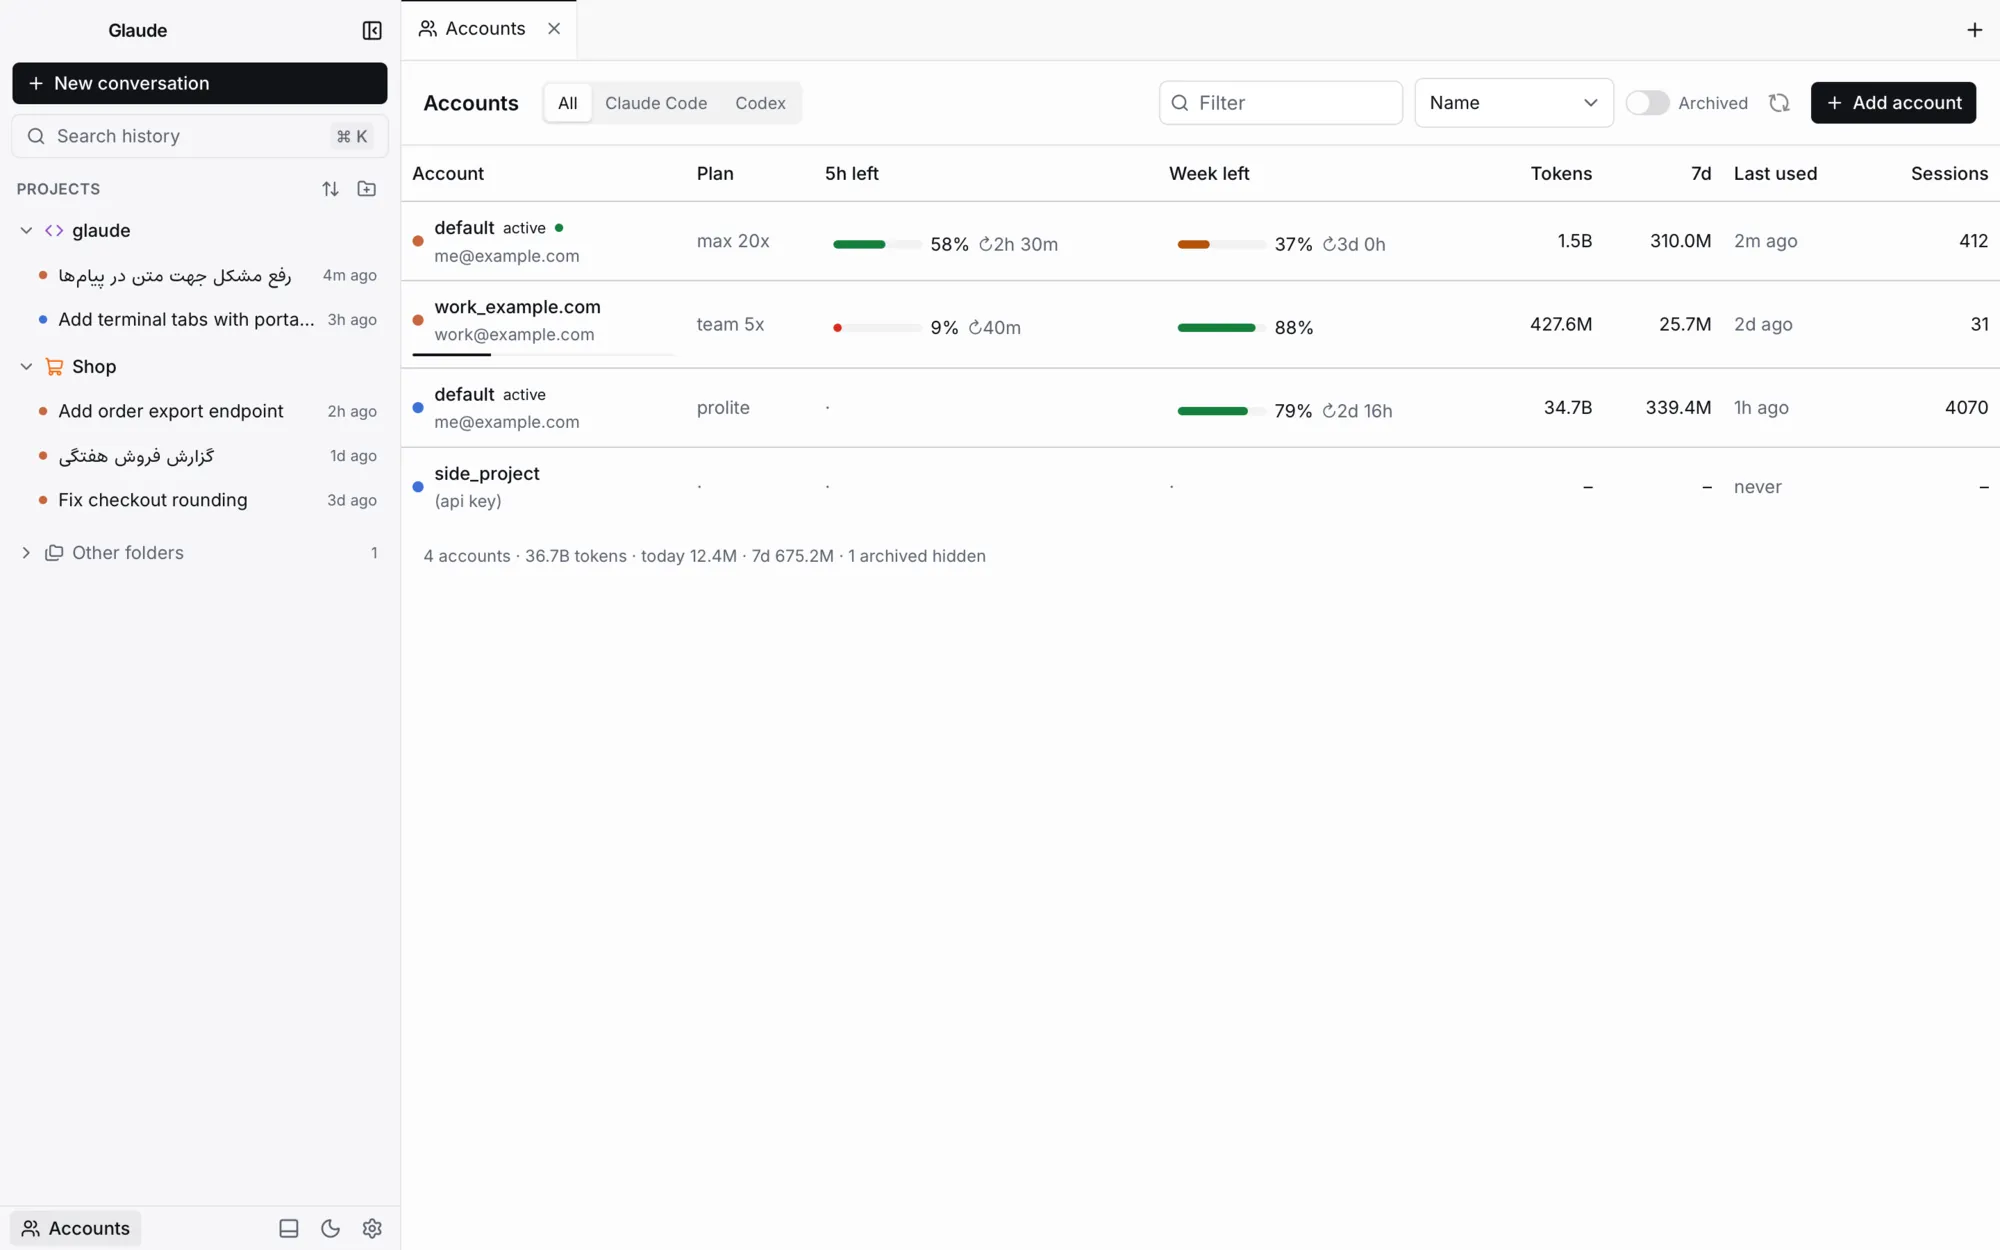 Glaude
New conversation
Search history ⌘ K
PROJECTS
glaude
رفع مشکل جهت متن در پیام‌ها 4m ago
Add terminal tabs with porta... 3h ago
Shop
Add order export endpoint 2h ago
گزارش فروش هفتگی 1d ago
Fix checkout rounding 3d ago
Other folders 1
Accounts
Accounts
Accounts All Claude Code Codex Filter Name Archived + Add account
Account Plan 5h left Week left Tokens 7d Last used Sessions
default active
me@example.com
max 20x 58% ↻2h 30m 37% ↻3d 0h 1.5B 310.0M 2m ago 412
work_example.com
work@example.com
team 5x 9% ↻40m 88% 427.6M 25.7M 2d ago 31
default active
me@example.com
prolite · 79% ↻2d 16h 34.7B 339.4M 1h ago 4070
side_project
(api key)
· · · – – never –
4 accounts · 36.7B tokens · today 12.4M · 7d 675.2M · 1 archived hidden